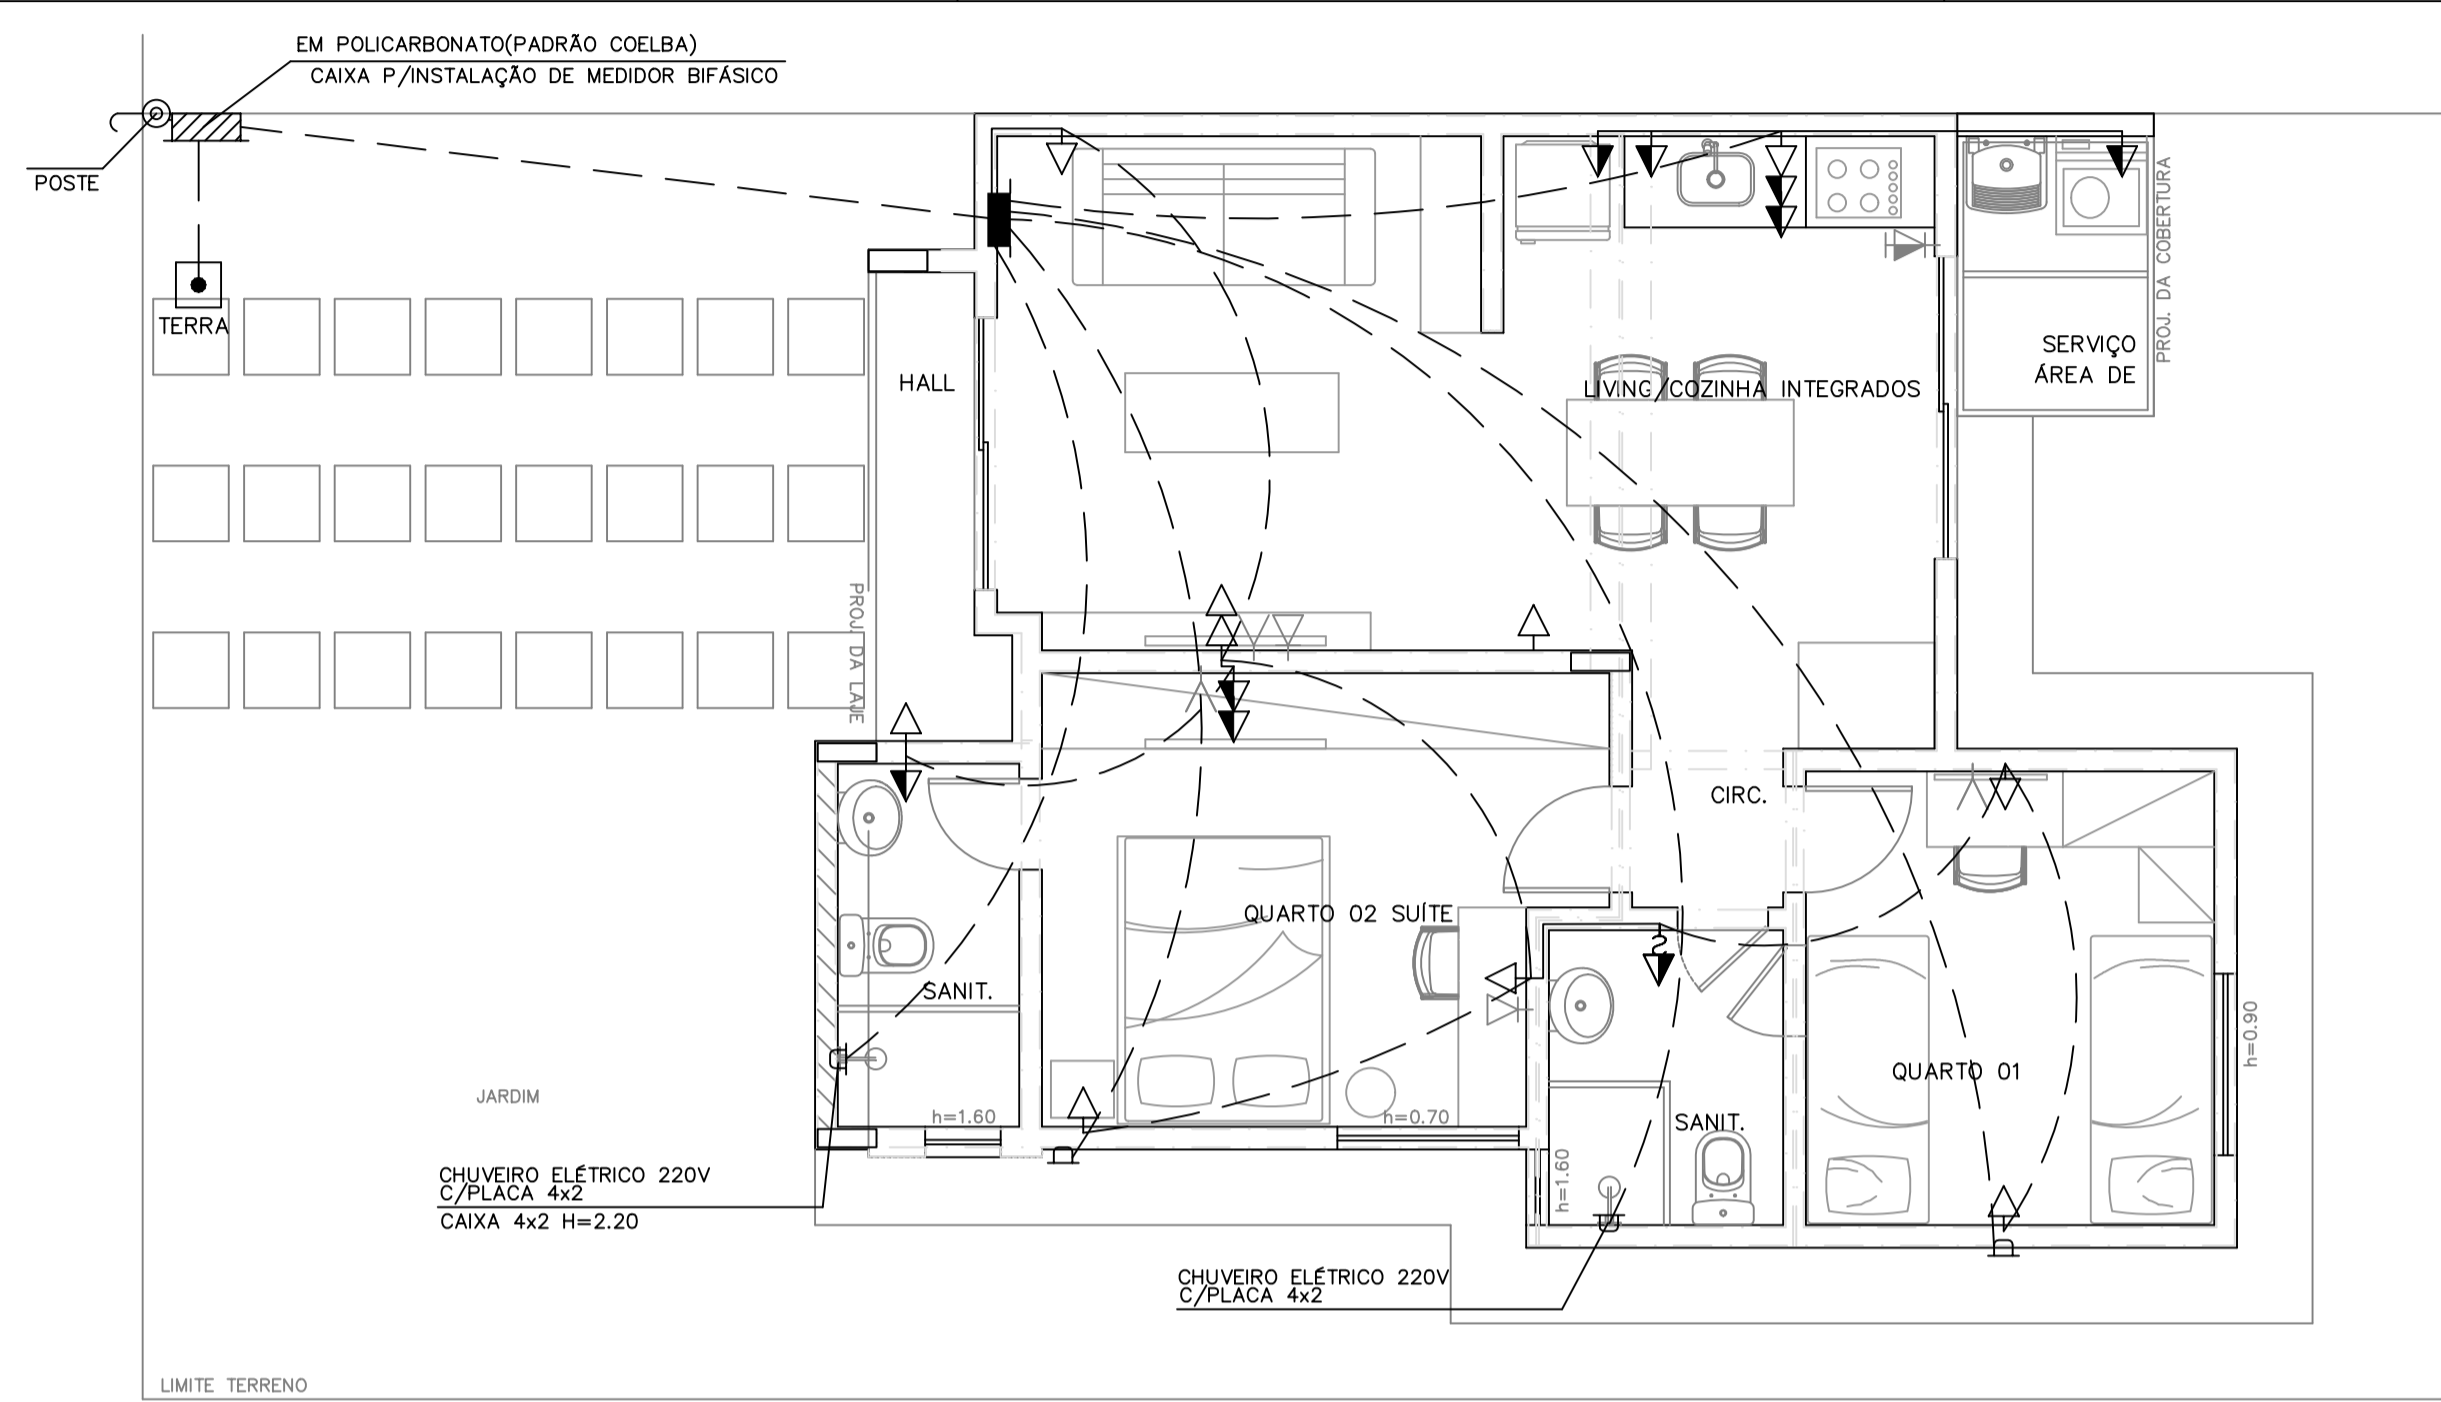 EM POLICARBONATO(PADRÃO COELBA)
CAIXA P/INSTALAÇÃO DE MEDIDOR BIFÁSICO
POSTE
TERRA
HALL
LIVING/COZINHA INTEGRADOS
SERVIÇO
ÁREA DE
PROJ. DA COBERTURA
PROJ. DA LAJE
CIRC.
QUARTO 02 SUÍTE
SANIT.
QUARTO 01
h=0.90
JARDIM
h=1.60
h=0.70
SANIT.
h=1.60
CHUVEIRO ELÉTRICO 220V
C/PLACA 4x2
CAIXA 4x2 H=2.20
CHUVEIRO ELÉTRICO 220V
C/PLACA 4x2
LIMITE TERRENO